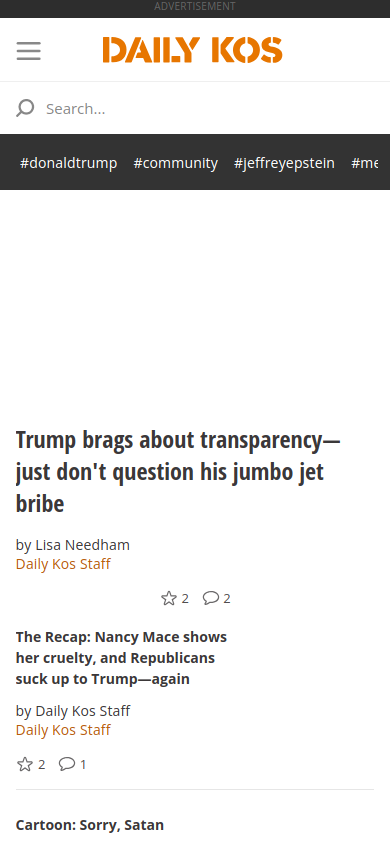 ADVERTISEMENT
DAILY KOS
Search...
#donaldtrump #community #jeffreyepstein #me
Trump brags about transparency—
just don't question his jumbo jet
bribe
by Lisa Needham
Daily Kos Staff
2 2
The Recap: Nancy Mace shows
her cruelty, and Republicans
suck up to Trump—again
by Daily Kos Staff
Daily Kos Staff
2 1
Cartoon: Sorry, Satan